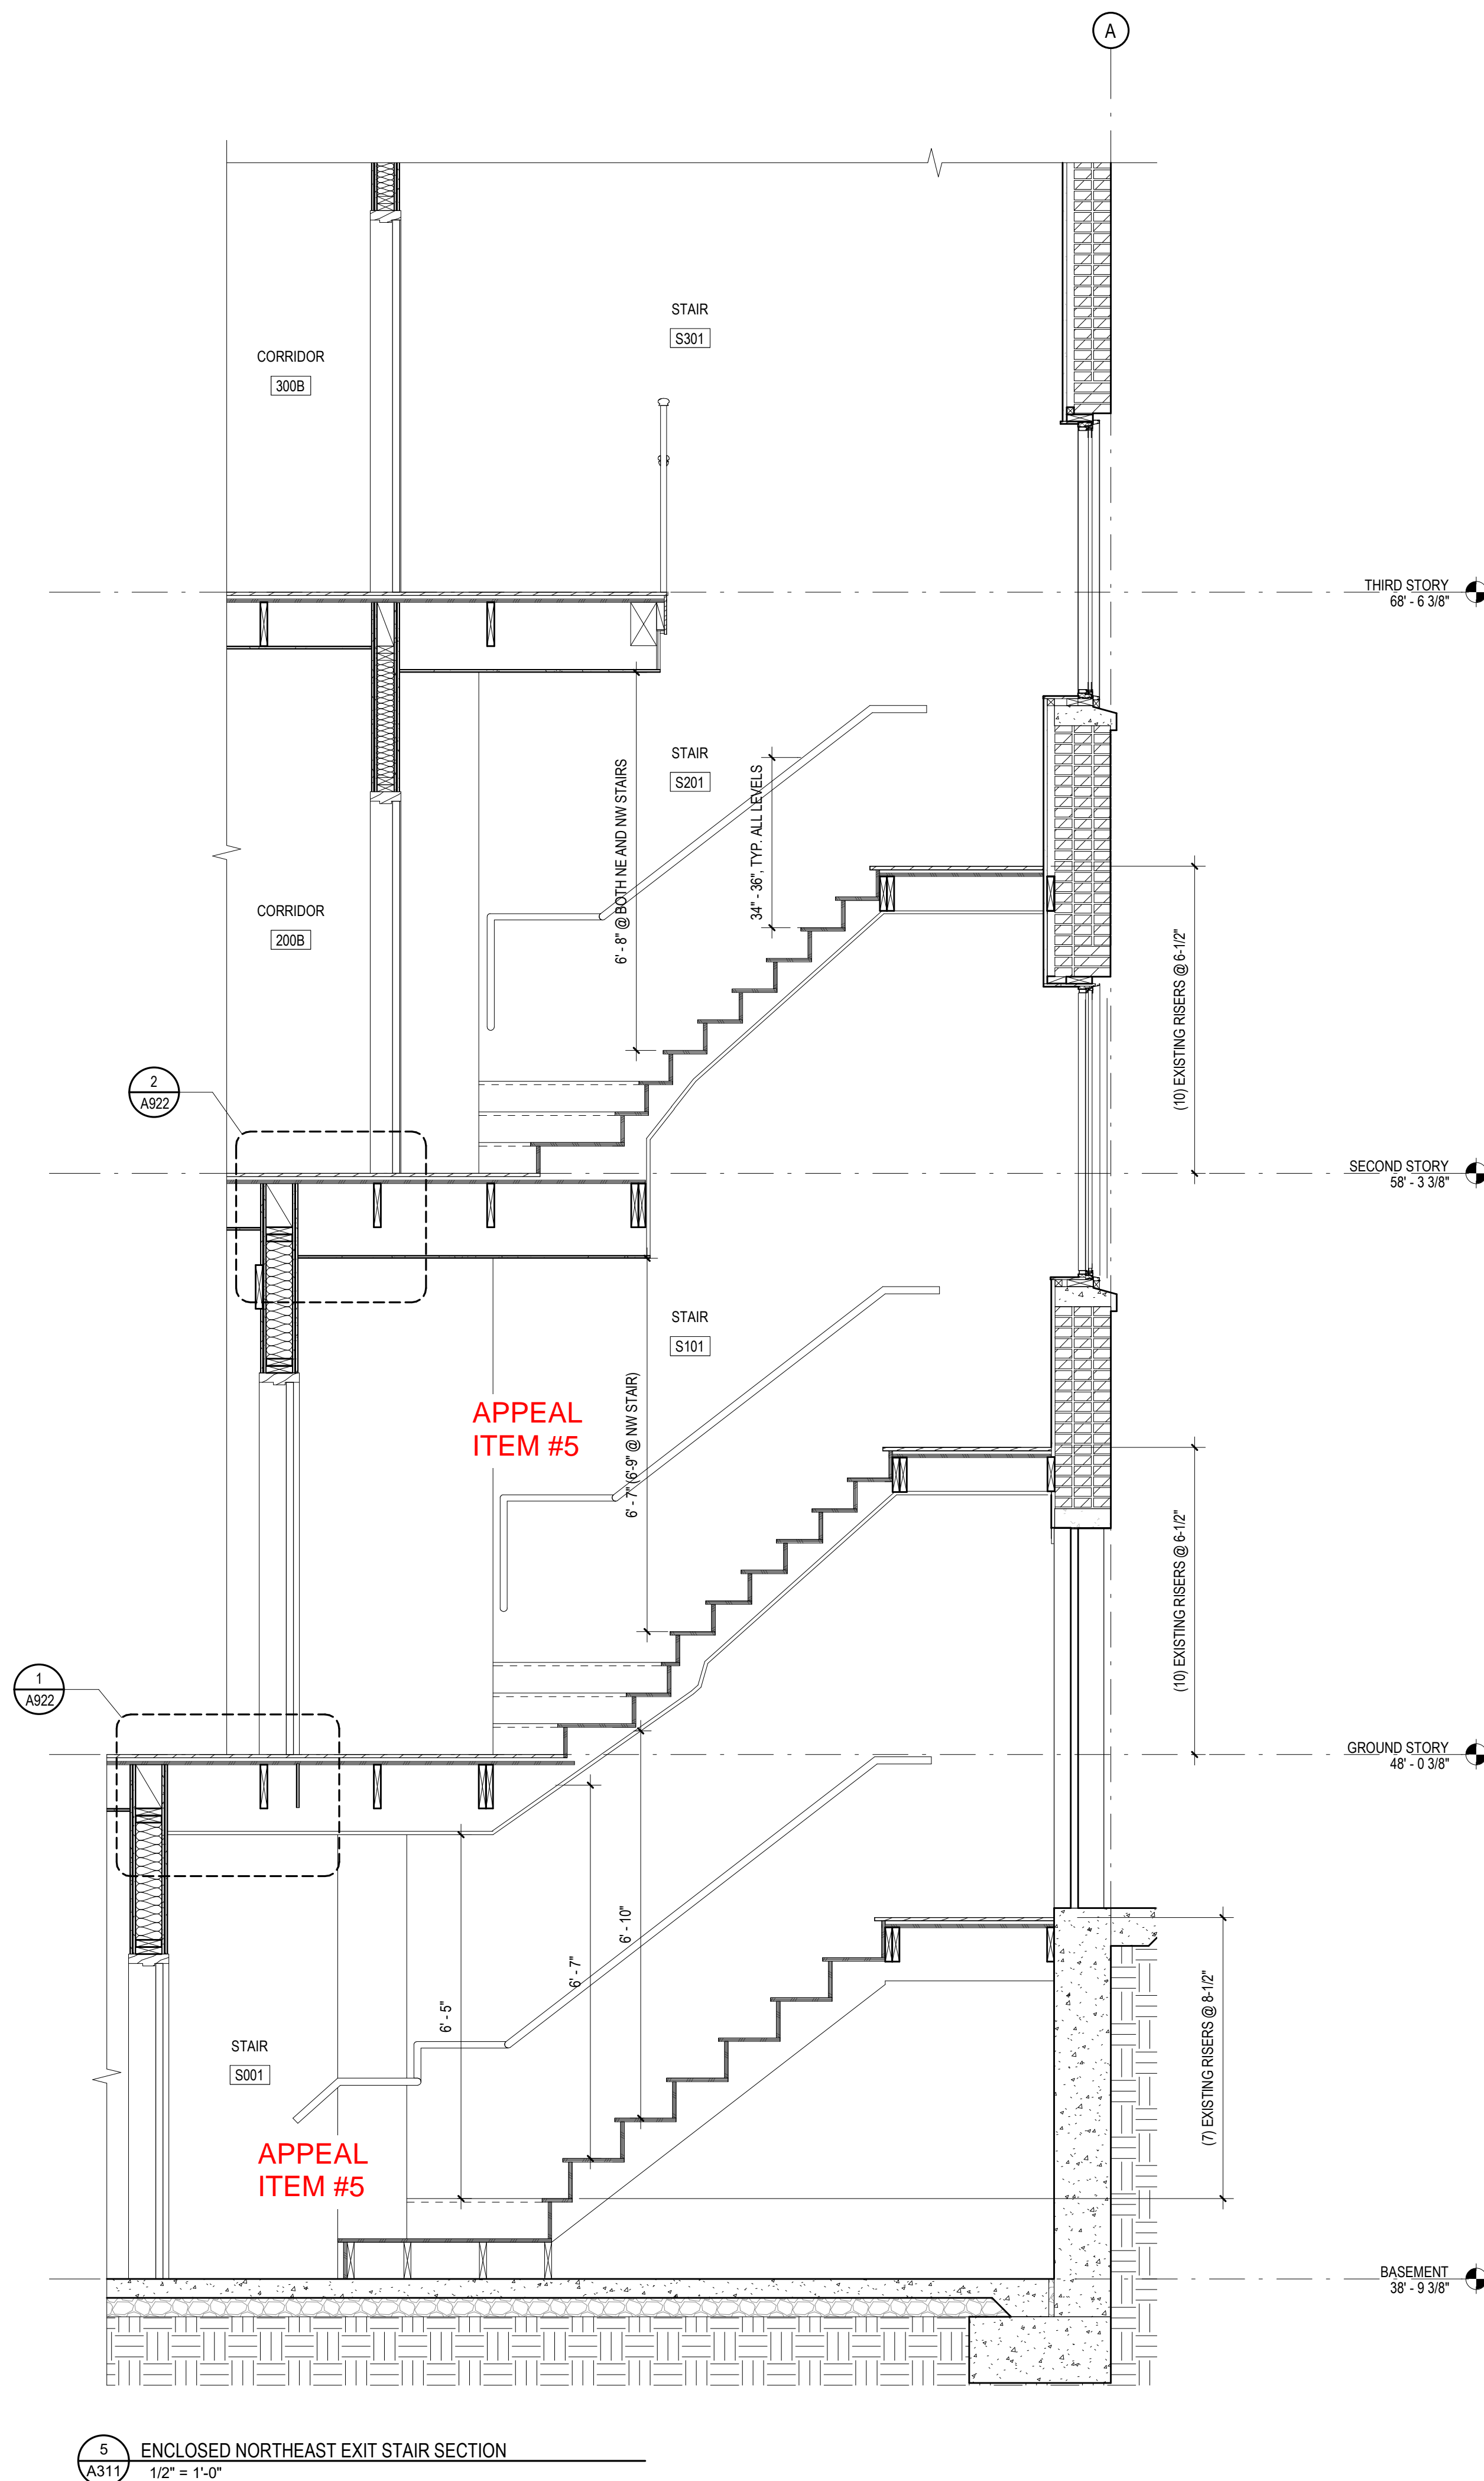 A
STAIR
S301
CORRIDOR
300B
THIRD STORY
68' - 6 3/8"
STAIR
S201
6' - 8" @ BOTH NE AND NW STAIRS
34" - 36", TYP. ALL LEVELS
CORRIDOR
200B
(10) EXISTING RISERS @ 6-1/2"
2
A922
SECOND STORY
58' - 3 3/8"
STAIR
S101
APPEAL
ITEM #5
6' - 7" (6'-9" @ NW STAIR)
(10) EXISTING RISERS @ 6-1/2"
1
A922
GROUND STORY
48' - 0 3/8"
6' - 5"
6' - 7"
6' - 10"
STAIR
S001
APPEAL
ITEM #5
(7) EXISTING RISERS @ 8-1/2"
BASEMENT
38' - 9 3/8"
5
A311
ENCLOSED NORTHEAST EXIT STAIR SECTION
1/2" = 1'-0"